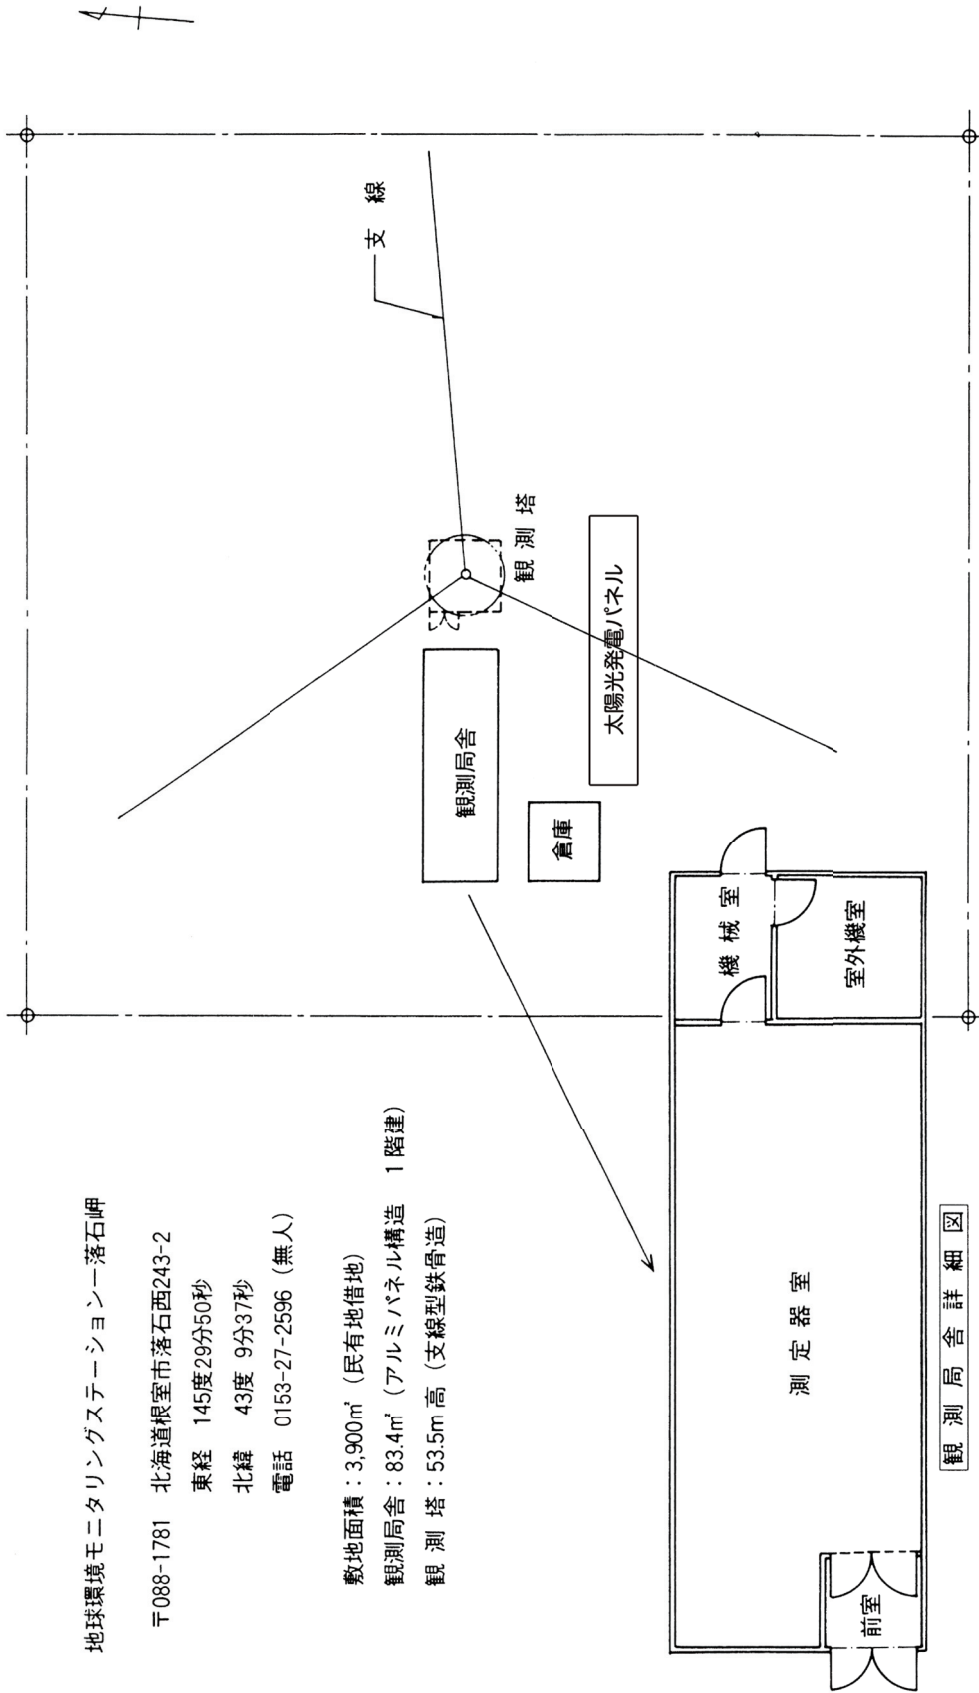 地球環境モニタリングステーション一落石岬
〒088-1781 北海道根室市落石西243-2
東経 145度29分50秒
北緯 43度 9分37秒
電話 0153-27-2596 (無人)
敷地面積:3,900㎡ (民有地借地)
観測局舎:83.4㎡ (アルミパネル構造 1階建)
観 測 塔:53.5m高 (支線型鉄骨造)
支 線
観 測 塔
観測局舎
太陽光発電パネル
倉庫
機 械 室
室外機室
測 定 器 室
前室
観 測 局 舎 詳 細 図